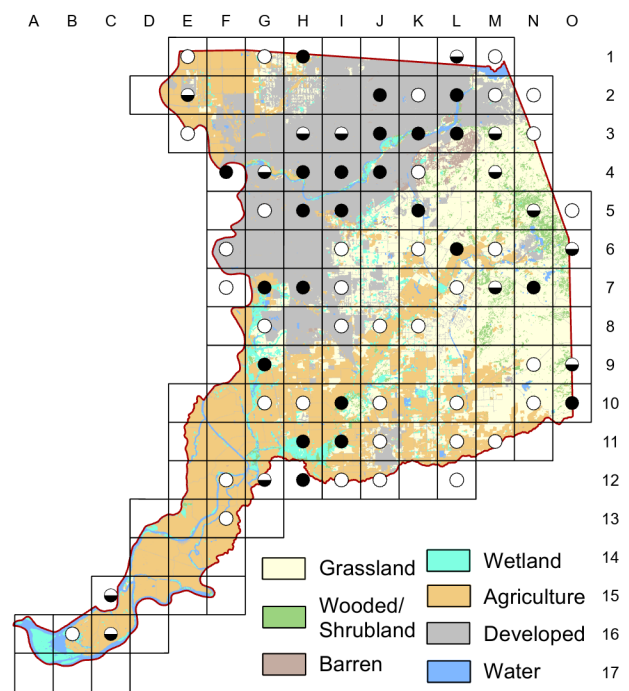 A B C D E F G H I J K L M N O
1
2
3
4
5
6
7
8
9
10
11
12
13
14
15
16
17
Grassland
Wooded/
Shrubland
Barren
Wetland
Agriculture
Developed
Water